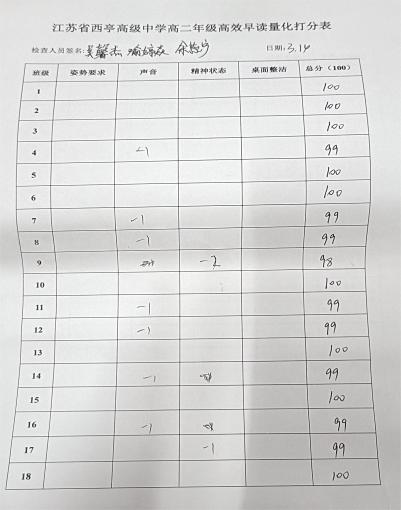 江苏省西亭高级中学高二年级高效早读量化打分表
检查人员签名: 日期: 3.14
班级 姿势要求 声音 精神状态 桌面整洁 总分（100）
1 100
2 100
3 100
4 -1 99
5 100
6 100
7 -1 99
8 -1 99
9 -2 98
10 100
11 -1 99
12 -1 99
13 100
14 -1 99
15 100
16 -1 99
17 -1 99
18 100